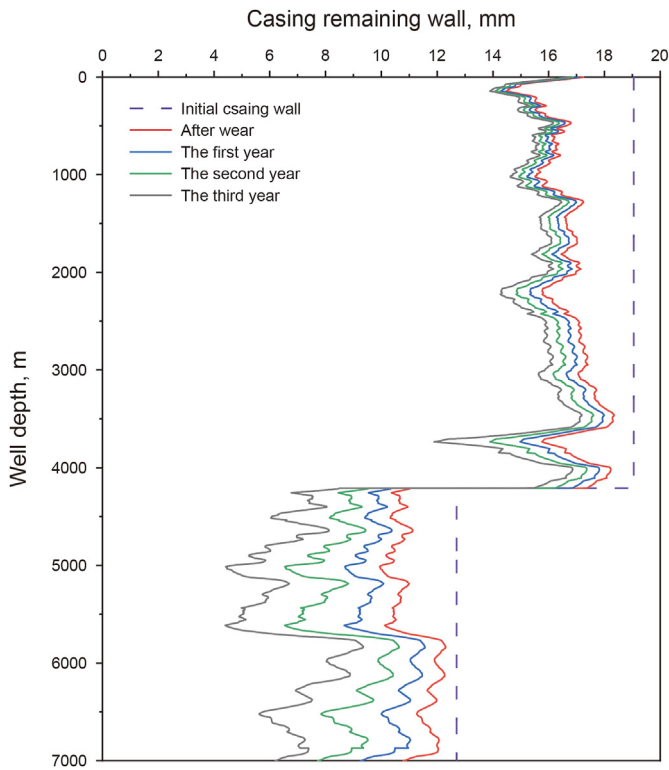 Casing remaining wall, mm
0 2 4 6 8 10 12 14 16 18 20
0
Initial csaing wall
After wear
The first year
The second year
The third year
1000
2000
3000
4000
5000
6000
7000
Well depth, m